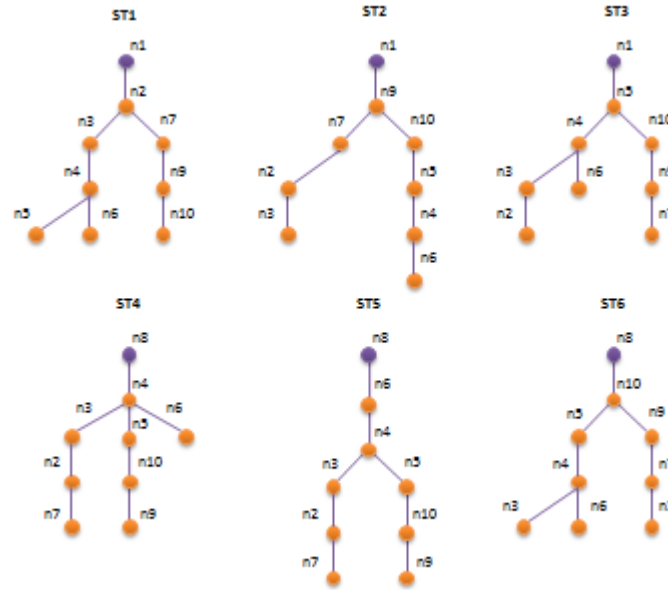 ST1
n1
n2
n3 n7
n4 n9
n5 n6 n10
ST2
n1
n9
n7 n10
n2 n5
n3 n4
n6
ST3
n1
n5
n4 n10
n3 n6
n2
ST4
n8
n4
n3 n5 n6
n2 n10
n7 n9
ST5
n8
n6
n4
n3 n5
n2 n10
n7 n9
ST6
n8
n10
n5 n9
n4
n3 n6